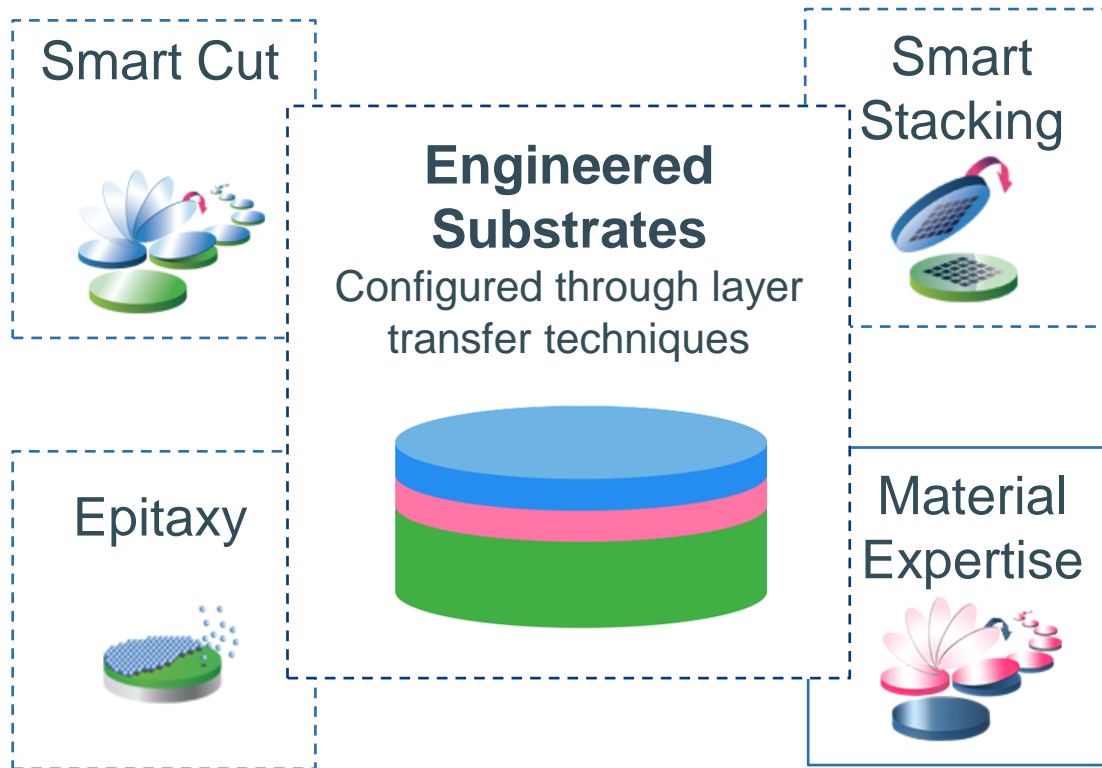 Smart Cut
Smart
Stacking
Engineered
Substrates
Configured through layer
transfer techniques
Epitaxy
Material
Expertise